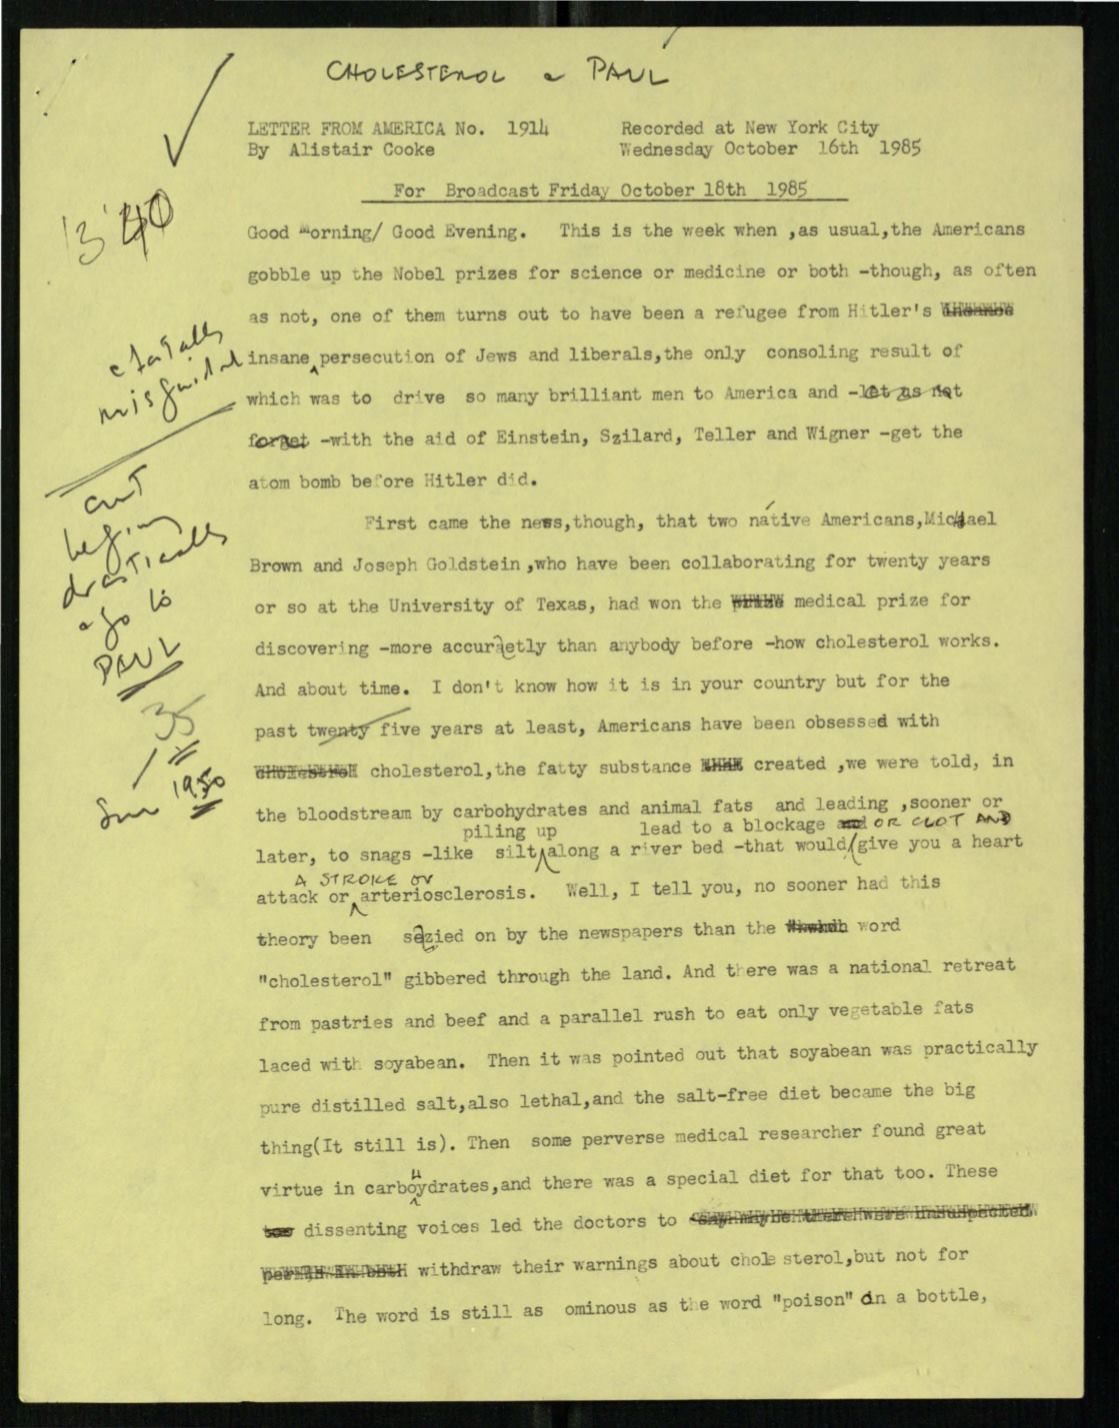 CHOLESTEROL & PAUL
LETTER FROM AMERICA No. 1914
By Alistair Cooke
Recorded at New York City
Wednesday October 16th 1985
For Broadcast Friday October 18th 1985
13'40
Good Morning/ Good Evening. This is the week when ,as usual,the Americans
gobble up the Nobel prizes for science or medicine or both -though, as often
as not, one of them turns out to have been a refugee from Hitler's
& fatally
misguided
insane persecution of Jews and liberals,the only consoling result of
which was to drive so many brilliant men to America and -let us not
forget -with the aid of Einstein, Szilard, Teller and Wigner -get the
atom bomb before Hitler did.
cut
begin
drastically
& go to
PAUL
First came the news,though, that two native Americans,Michael
Brown and Joseph Goldstein ,who have been collaborating for twenty years
or so at the University of Texas, had won the prize medical prize for
discovering -more accuraetly than anybody before -how cholesterol works.
And about time. I don't know how it is in your country but for the
past twenty five years at least, Americans have been obsessed with
35
1950
cholesterol,the fatty substance created ,we were told, in
the bloodstream by carbohydrates and animal fats and leading ,sooner or
piling up lead to a blockage and OR CLOT AND
later, to snags -like silt along a river bed -that would give you a heart
A STROKE OR
attack or arteriosclerosis. Well, I tell you, no sooner had this
theory been sezied on by the newspapers than the word
"cholesterol" gibbered through the land. And there was a national retreat
from pastries and beef and a parallel rush to eat only vegetable fats
laced with soyabean. Then it was pointed out that soyabean was practically
pure distilled salt,also lethal,and the salt-free diet became the big
thing(It still is). Then some perverse medical researcher found great
H
virtue in carboydrates,and there was a special diet for that too. These
too dissenting voices led the doctors to
withdraw their warnings about chole sterol,but not for
long. The word is still as ominous as the word "poison" on a bottle,